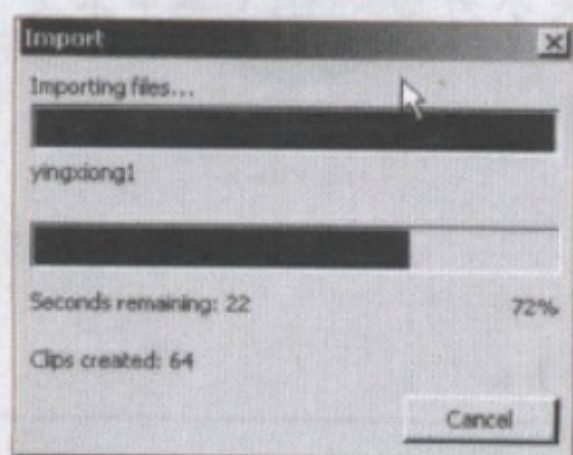 Import
Importing files...
yingxiong1
Seconds remaining: 22 72%
Clips created: 64
Cancel